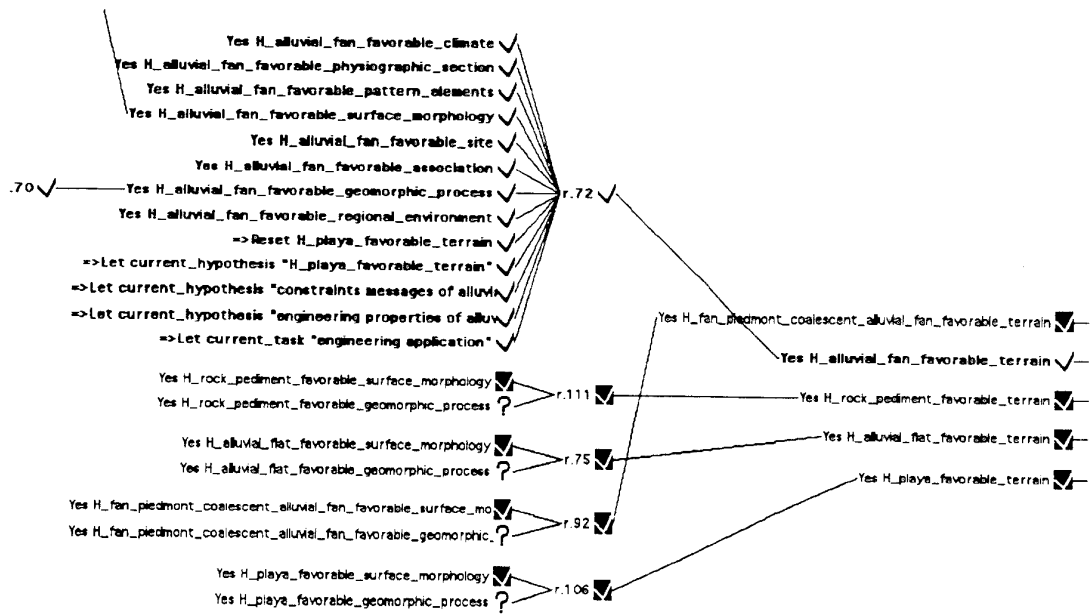 Yes H_alluvial_fan_favorable_climate
Yes H_alluvial_fan_favorable_physiographic_section
Yes H_alluvial_fan_favorable_pattern_elements
Yes H_alluvial_fan_favorable_surface_morphology
Yes H_alluvial_fan_favorable_site
Yes H_alluvial_fan_favorable_association
.70 Yes H_alluvial_fan_favorable_geomorphic_process r.72
Yes H_alluvial_fan_favorable_regional_environment
=>Reset H_playa_favorable_terrain
=>Let current_hypothesis "H_playa_favorable_terrain"
=>Let current_hypothesis "constraints messages of alluvi
=>Let current_hypothesis "engineering properties of alluv
Yes H_fan_piedmont_coalescent_alluvial_fan_favorable_terrain
=>Let current_task "engineering application"
Yes H_alluvial_fan_favorable_terrain
Yes H_rock_pediment_favorable_surface_morphology
r.111 Yes H_rock_pediment_favorable_terrain
Yes H_rock_pediment_favorable_geomorphic_process ?
Yes H_alluvial_flat_favorable_surface_morphology
Yes H_alluvial_flat_favorable_terrain
r.75
Yes H_alluvial_flat_favorable_geomorphic_process ?
Yes H_playa_favorable_terrain
Yes H_fan_piedmont_coalescent_alluvial_fan_favorable_surface_mo
r.92
Yes H_fan_piedmont_coalescent_alluvial_fan_favorable_geomorphic_ ?
Yes H_playa_favorable_surface_morphology
r.106
Yes H_playa_favorable_geomorphic_process ?